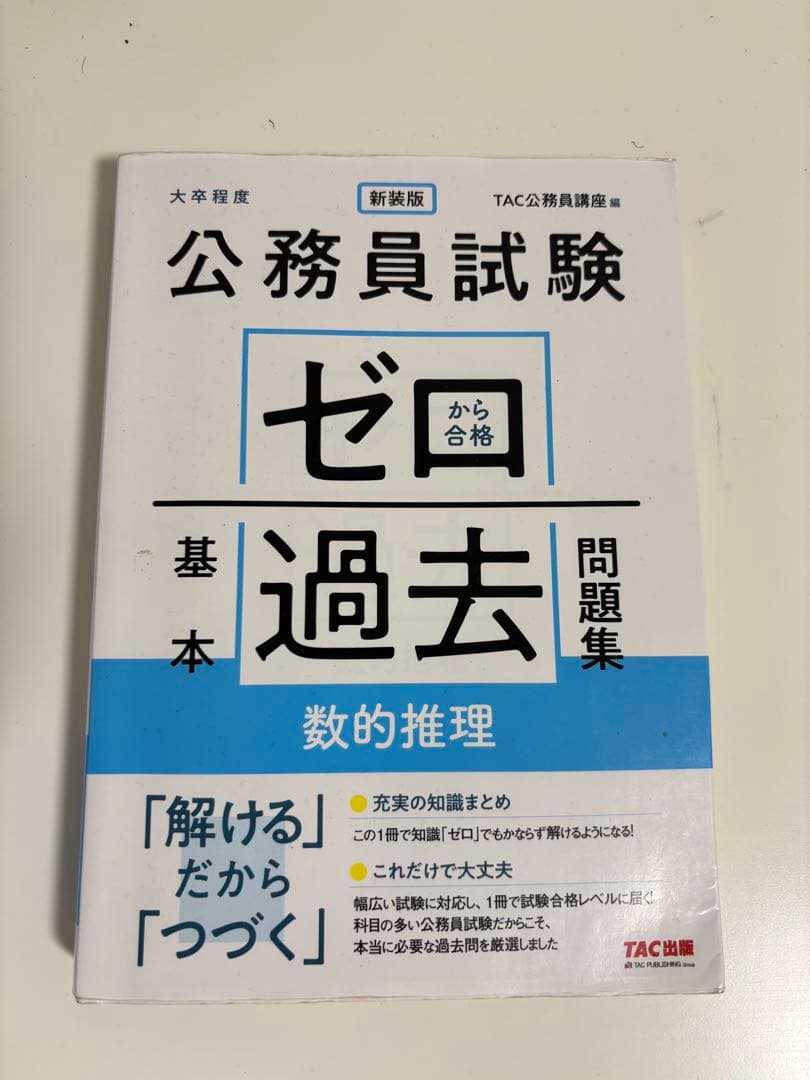 大卒程度
新装版
TAC公務員講座 編
公務員試験
ゼロ
から
合格
基本
過去
問題集
数的推理
「解ける」
だから
「つづく」
充実の知識まとめ
この1冊で知識「ゼロ」でもかならず解けるようになる!
これだけで大丈夫
幅広い試験に対応し、1冊で試験合格レベルに届く!
科目の多い公務員試験だからこそ、
本当に必要な過去問を厳選しました
TAC出版
TAC PUBLISHING Group